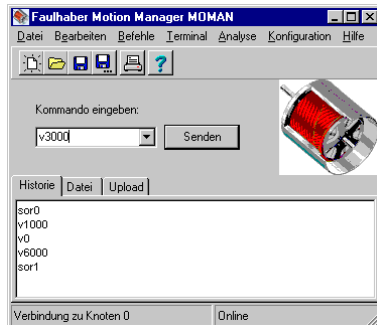 Faulhaber Motion Manager MOMAN
Datei Bearbeiten Befehle Terminal Analyse Konfiguration Hilfe
Kommando eingeben:
v3000 Senden
Historie Datei Upload
sor0
v1000
v0
v6000
sor1
Verbindung zu Knoten 0 Online